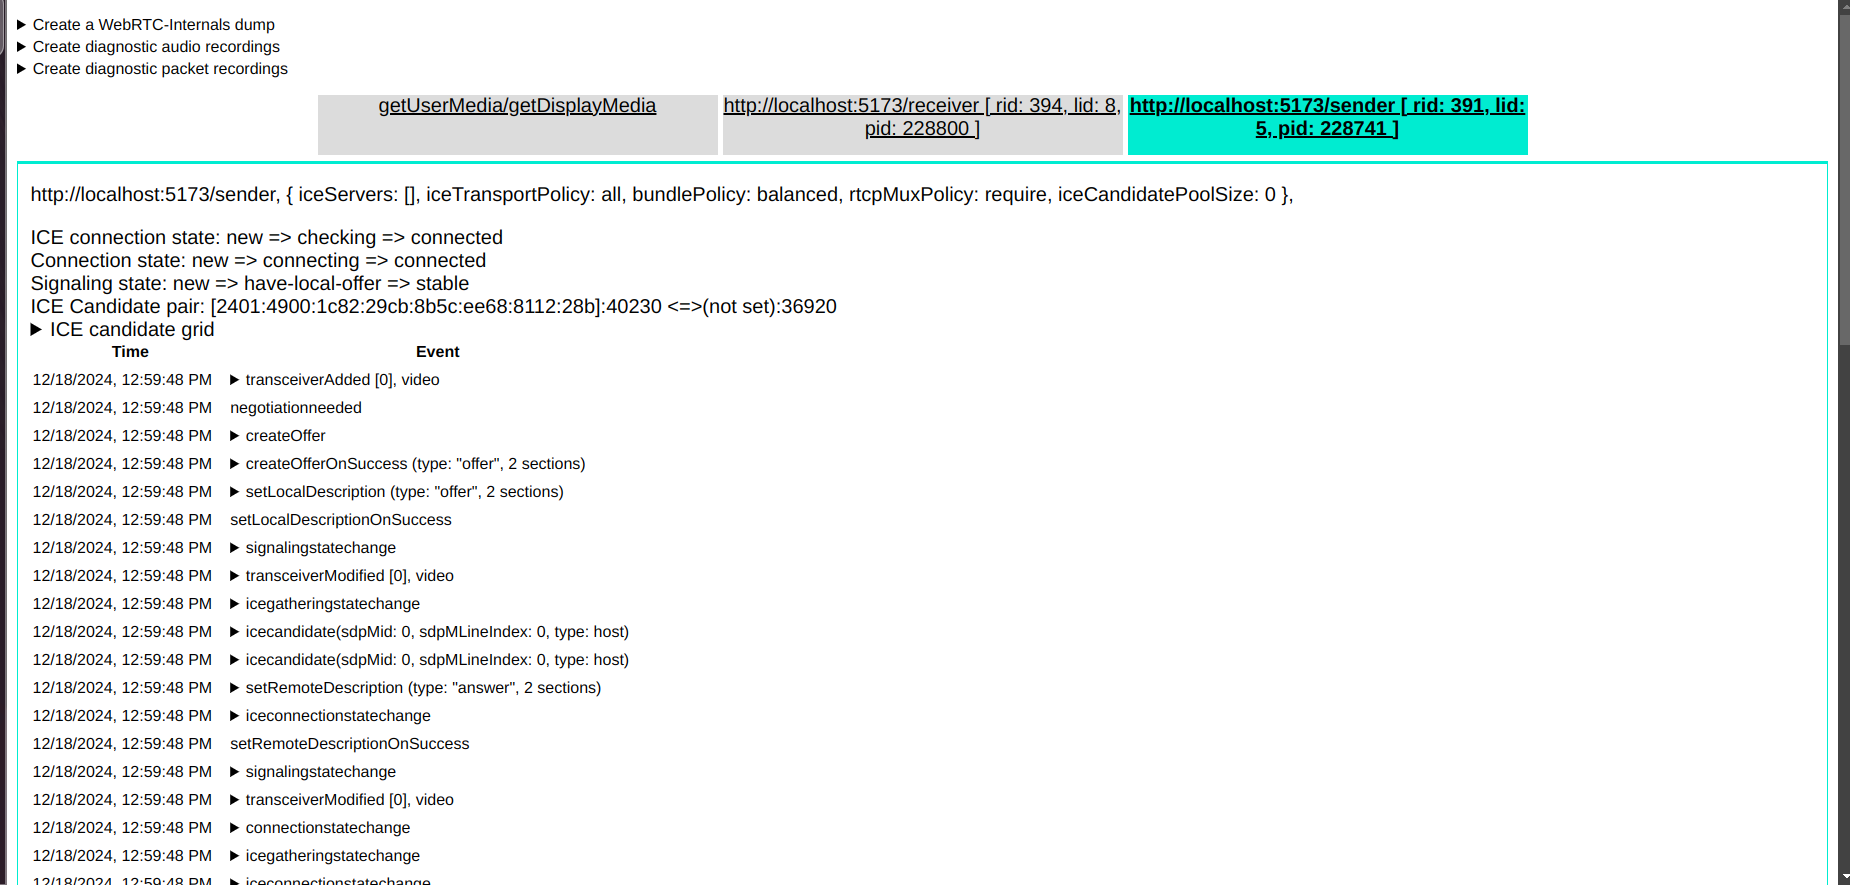 Create a WebRTC-Internals dump
Create diagnostic audio recordings
Create diagnostic packet recordings
getUserMedia/getDisplayMedia
http://localhost:5173/receiver [ rid: 394, lid: 8, pid: 228800 ]
http://localhost:5173/sender [ rid: 391, lid: 5, pid: 228741 ]
http://localhost:5173/sender, { iceServers: [], iceTransportPolicy: all, bundlePolicy: balanced, rtcpMuxPolicy: require, iceCandidatePoolSize: 0 },
ICE connection state: new => checking => connected
Connection state: new => connecting => connected
Signaling state: new => have-local-offer => stable
ICE Candidate pair: [2401:4900:1c82:29cb:8b5c:ee68:8112:28b]:40230 <=>(not set):36920
ICE candidate grid
Time Event
12/18/2024, 12:59:48 PM transceiverAdded [0], video
12/18/2024, 12:59:48 PM negotiationneeded
12/18/2024, 12:59:48 PM createOffer
12/18/2024, 12:59:48 PM createOfferOnSuccess (type: "offer", 2 sections)
12/18/2024, 12:59:48 PM setLocalDescription (type: "offer", 2 sections)
12/18/2024, 12:59:48 PM setLocalDescriptionOnSuccess
12/18/2024, 12:59:48 PM signalingstatechange
12/18/2024, 12:59:48 PM transceiverModified [0], video
12/18/2024, 12:59:48 PM icegatheringstatechange
12/18/2024, 12:59:48 PM icecandidate(sdpMid: 0, sdpMLineIndex: 0, type: host)
12/18/2024, 12:59:48 PM icecandidate(sdpMid: 0, sdpMLineIndex: 0, type: host)
12/18/2024, 12:59:48 PM setRemoteDescription (type: "answer", 2 sections)
12/18/2024, 12:59:48 PM iceconnectionstatechange
12/18/2024, 12:59:48 PM setRemoteDescriptionOnSuccess
12/18/2024, 12:59:48 PM signalingstatechange
12/18/2024, 12:59:48 PM transceiverModified [0], video
12/18/2024, 12:59:48 PM connectionstatechange
12/18/2024, 12:59:48 PM icegatheringstatechange
12/18/2024, 12:59:48 PM iceconnectionstatechange